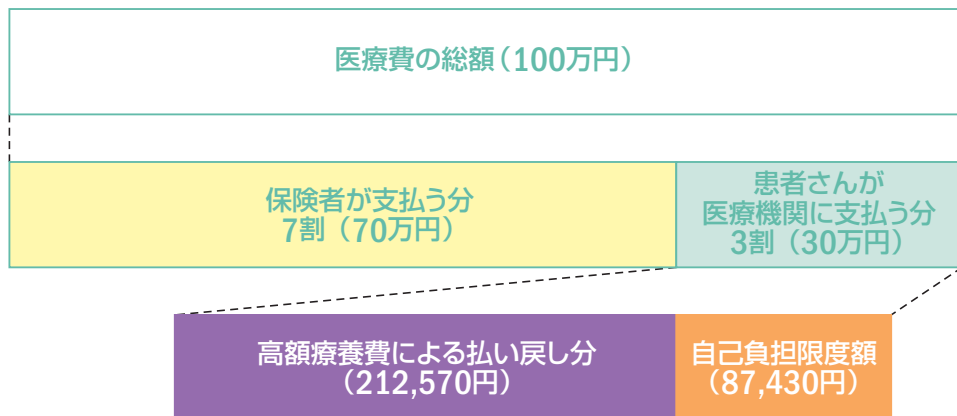 医療費の総額（100万円）
保険者が支払う分
7割（70万円）
患者さんが
医療機関に支払う分
3割（30万円）
高額療養費による払い戻し分
（212,570円）
自己負担限度額
（87,430円）